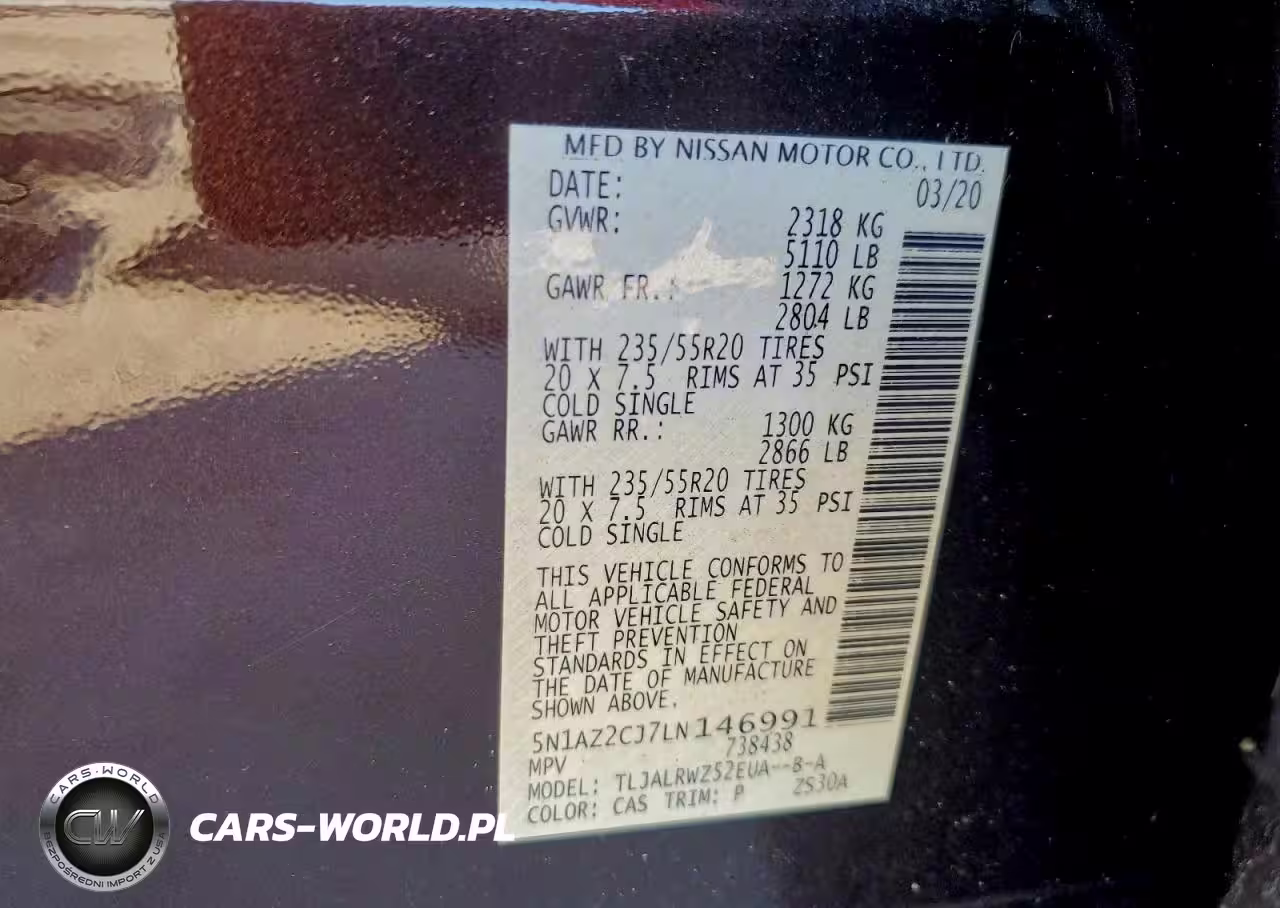 MFD BY NISSAN MOTOR CO., LTD.
DATE: 03/20
GVWR: 2318 KG
5110 LB
GAWR FR.: 1272 KG
2804 LB
WITH 235/55R20 TIRES
20 X 7.5 RIMS AT 35 PSI
COLD SINGLE
GAWR RR.: 1300 KG
2866 LB
WITH 235/55R20 TIRES
20 X 7.5 RIMS AT 35 PSI
COLD SINGLE
THIS VEHICLE CONFORMS TO
ALL APPLICABLE FEDERAL
MOTOR VEHICLE SAFETY AND
THEFT PREVENTION
STANDARDS IN EFFECT ON
THE DATE OF MANUFACTURE
SHOWN ABOVE.
5N1AZ2CJ7LN146991
MPV 738438
MODEL: TLJALRWZ52EUA--B-A
COLOR: CAS TRIM: P ZS30A
CARS-WORLD
CW
BEZPOŚREDNI IMPORT Z USA
CARS-WORLD.PL